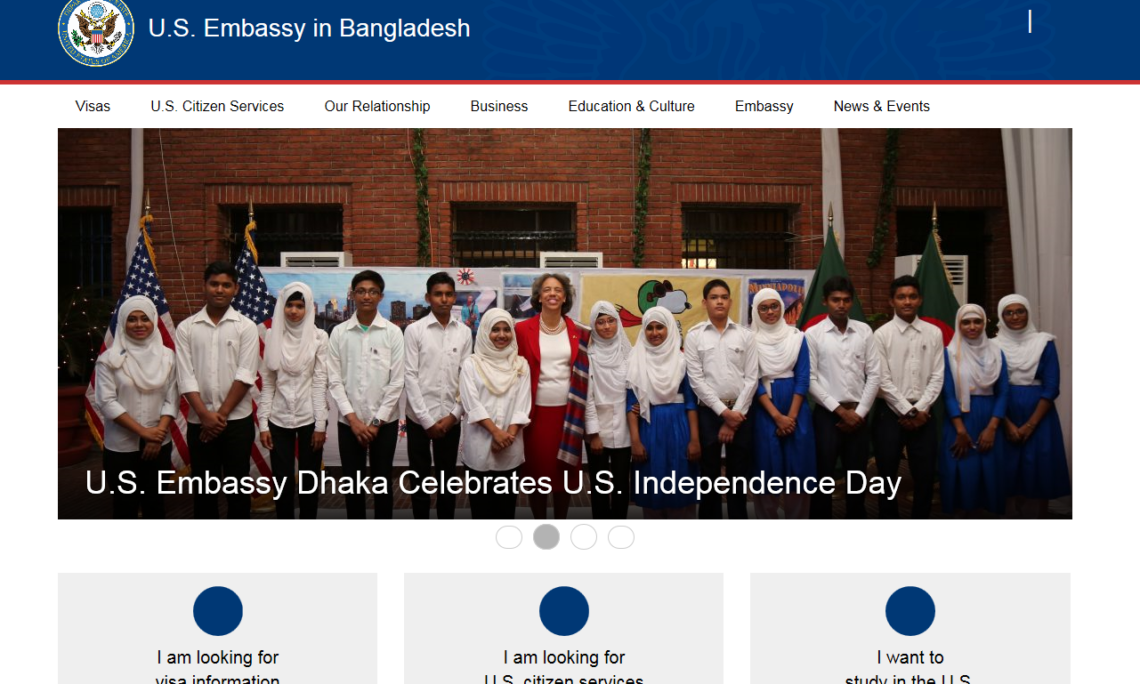 U.S. Embassy in Bangladesh
Visas
U.S. Citizen Services
Our Relationship
Business
Education & Culture
Embassy
News & Events
MINNEAPOLIS
U.S. Embassy Dhaka Celebrates U.S. Independence Day
I am looking for
visa information
I am looking for
U.S. citizen services
I want to
study in the U.S.